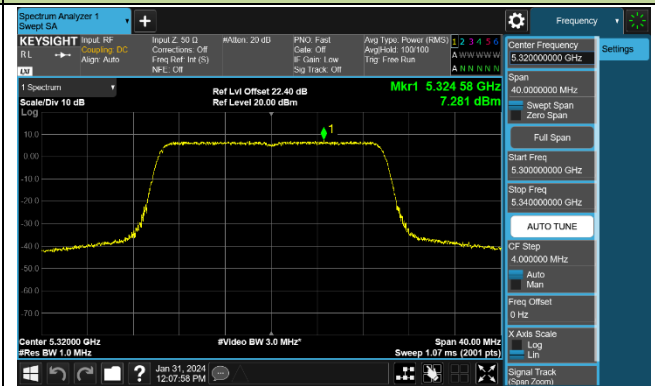 Spectrum Analyzer 1
Swept SA
+
Frequency
KEYSIGHT
RL
LXI
Input: RF
Coupling: DC
Align: Auto
Input Z: 50 Ω
Corrections: Off
Freq Ref: Int (S)
NFE: Off
#Atten: 20 dB
PNO: Fast
Gate: Off
IF Gain: Low
Sig Track: Off
Avg Type: Power (RMS)
Avg|Hold: 100/100
Trig: Free Run
1 2 3 4 5 6
A W W W W W
A N N N N N
1 Spectrum
Scale/Div 10 dB
Log
Ref Lvl Offset 22.40 dB
Ref Level 20.00 dBm
Mkr1 5.324 58 GHz
7.281 dBm
1
10.0
0.00
-10.0
-20.0
-30.0
-40.0
-50.0
-60.0
-70.0
Center 5.32000 GHz
#Res BW 1.0 MHz
#Video BW 3.0 MHz*
Span 40.00 MHz
Sweep 1.07 ms (2001 pts)
Jan 31, 2024
12:07:58 PM
?
Center Frequency
5.320000000 GHz
Settings
Span
40.0000000 MHz
Swept Span
Zero Span
Full Span
Start Freq
5.300000000 GHz
Stop Freq
5.340000000 GHz
AUTO TUNE
CF Step
4.000000 MHz
Auto
Man
Freq Offset
0 Hz
X Axis Scale
Log
Lin
Signal Track
(Span Zoom)